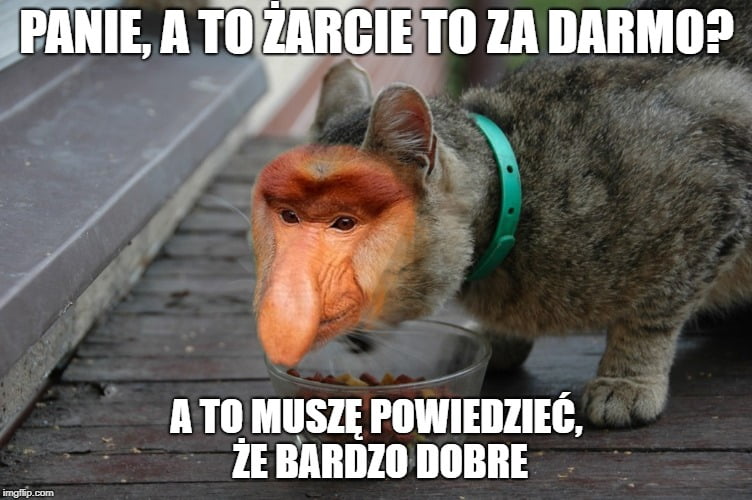 PANIE, A TO ŻARCIE TO ZA DARMO?
A TO MUSZĘ POWIEDZIEĆ,
ŻE BARDZO DOBRE
imgflip.com